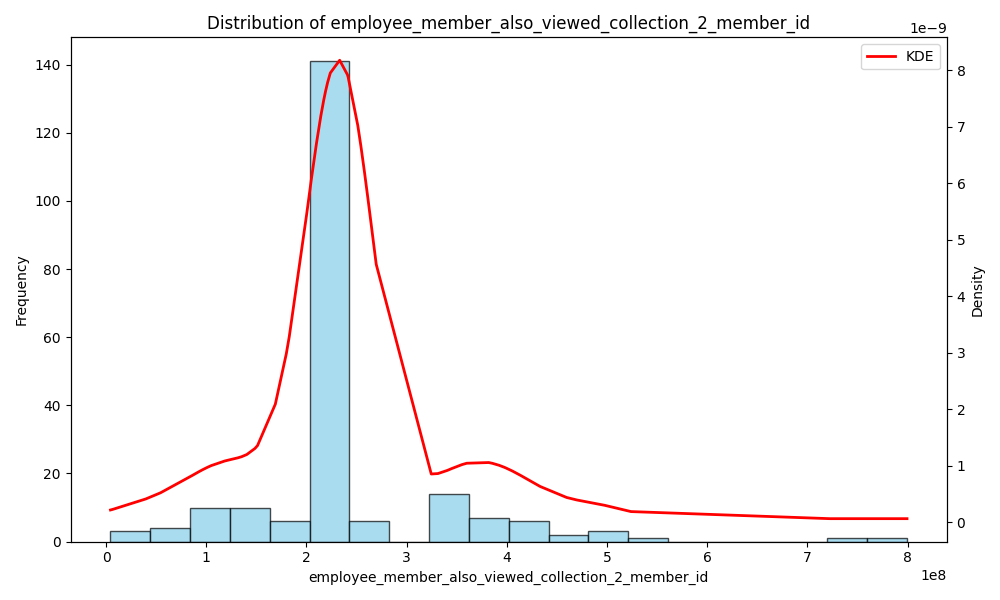 Distribution of employee_member_also_viewed_collection_2_member_id
1e−9
KDE
140
120
100
80
60
40
20
0
Frequency
8
7
6
5
4
3
2
1
0
Density
0 1 2 3 4 5 6 7 8
1e8
employee_member_also_viewed_collection_2_member_id